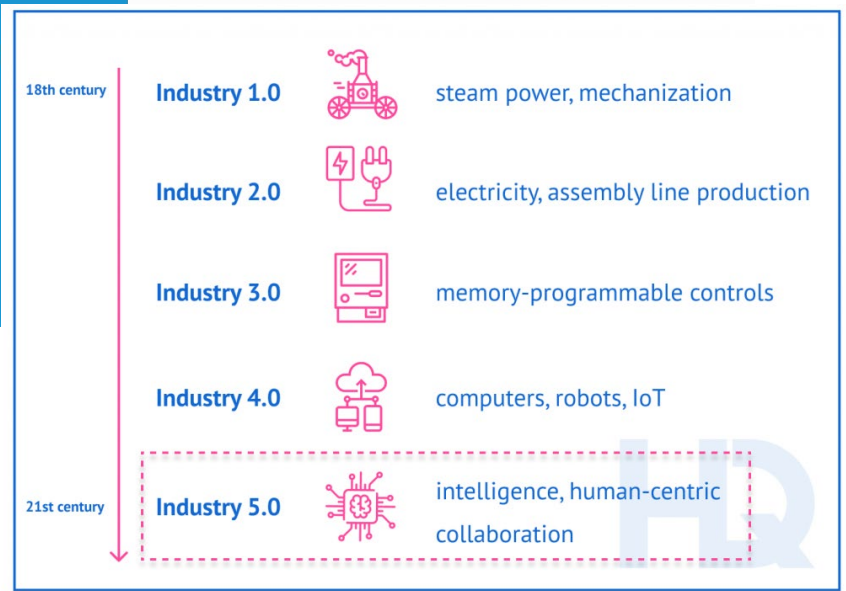 18th century
Industry 1.0
steam power, mechanization
Industry 2.0
electricity, assembly line production
Industry 3.0
memory-programmable controls
Industry 4.0
computers, robots, IoT
21st century
Industry 5.0
intelligence, human-centric
collaboration
HQ